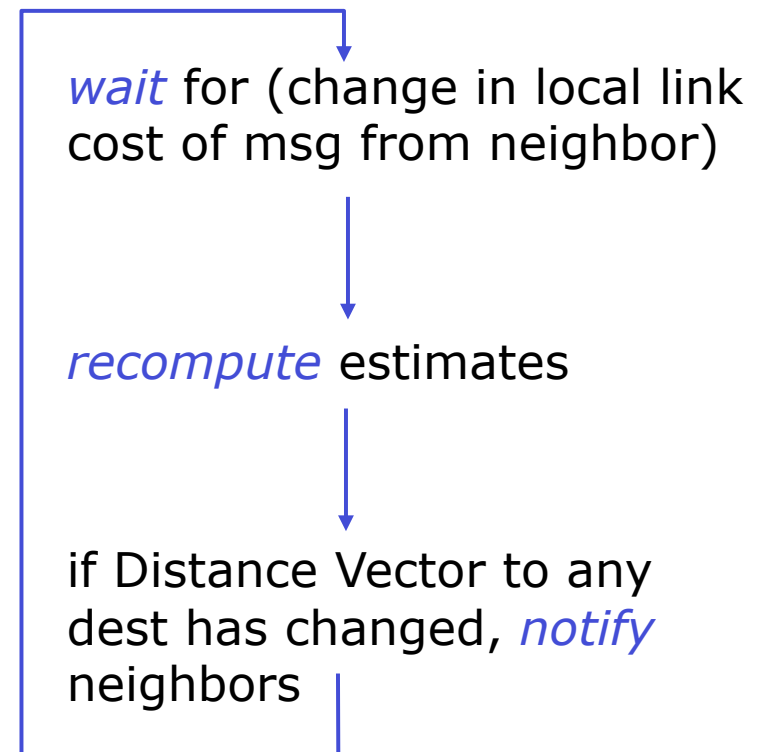 wait for (change in local link
cost of msg from neighbor)
recompute estimates
if Distance Vector to any
dest has changed, notify
neighbors